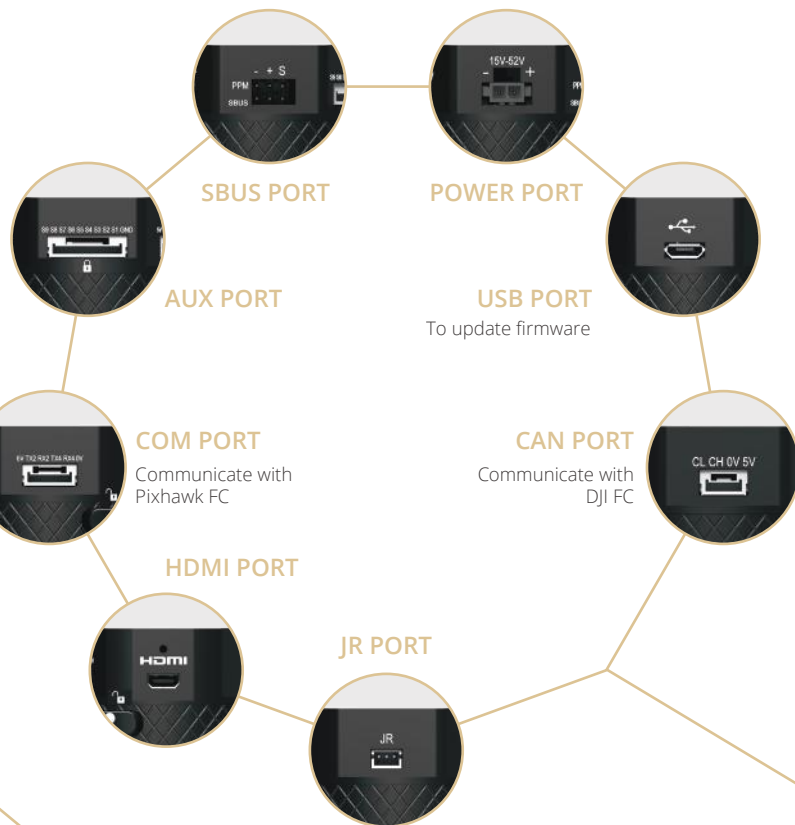 - + S
PPM
SBUS
SBUS PORT
15V-52V
- +
POWER PORT
S9 S8 S7 S6 S5 S4 S3 S2 S1 GND
AUX PORT
USB PORT
To update firmware
6V TX2 RX2 TX4 RX4 0V
COM PORT
Communicate with
Pixhawk FC
CAN PORT
Communicate with
DJI FC
CL CH 0V 5V
HDMI PORT
HDMI
JR PORT
JR